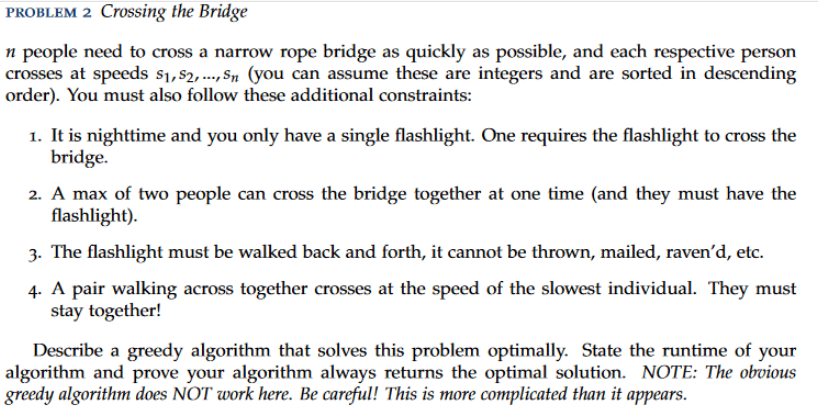 PROBLEM 2 Crossing the Bridge
n people need to cross a narrow rope bridge as quickly as possible, and each respective person
crosses at speeds s₁, s₂, ..., sₙ (you can assume these are integers and are sorted in descending
order). You must also follow these additional constraints:
1. It is nighttime and you only have a single flashlight. One requires the flashlight to cross the
bridge.
2. A max of two people can cross the bridge together at one time (and they must have the
flashlight).
3. The flashlight must be walked back and forth, it cannot be thrown, mailed, raven'd, etc.
4. A pair walking across together crosses at the speed of the slowest individual. They must
stay together!
Describe a greedy algorithm that solves this problem optimally. State the runtime of your
algorithm and prove your algorithm always returns the optimal solution. NOTE: The obvious
greedy algorithm does NOT work here. Be careful! This is more complicated than it appears.